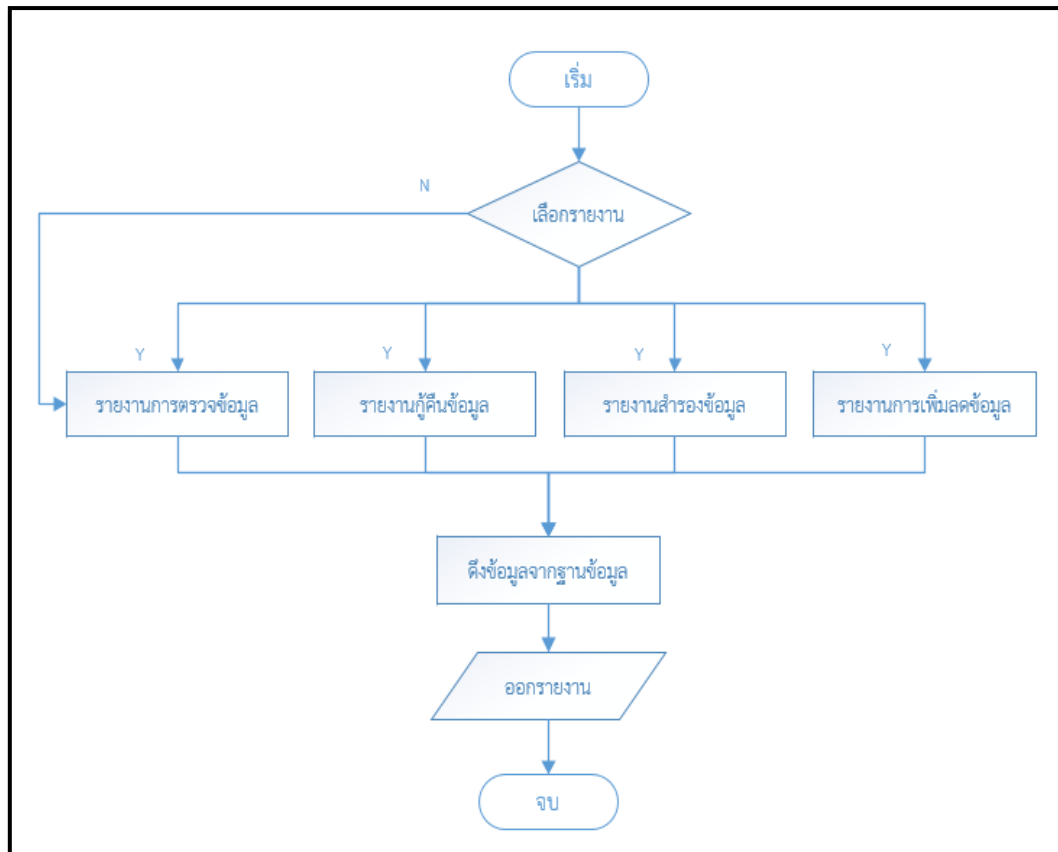 เริ่ม
N
เลือกรายงาน
Y
Y
Y
Y
รายงานการตรวจข้อมูล
รายงานกู้คืนข้อมูล
รายงานสำรองข้อมูล
รายงานการเพิ่มลดข้อมูล
ดึงข้อมูลจากฐานข้อมูล
ออกรายงาน
จบ